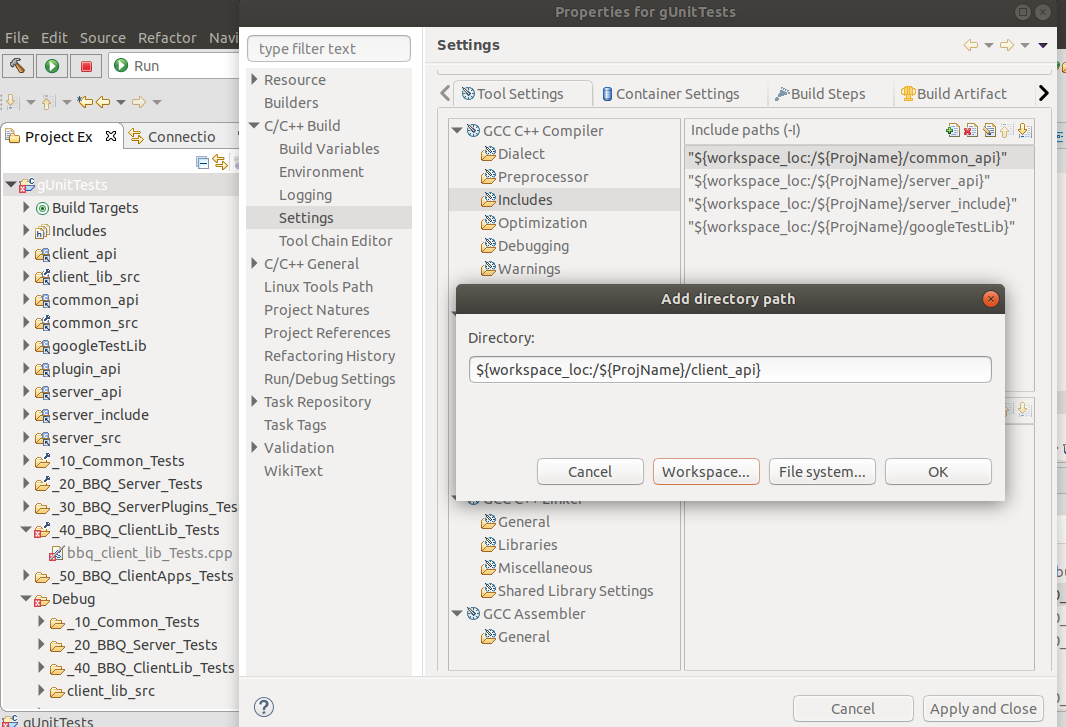 Properties for gUnitTests
File Edit Source Refactor Navi
Run
Project Ex
Connectio
gUnitTests
Build Targets
Includes
client_api
client_lib_src
common_api
common_src
googleTestLib
plugin_api
server_api
server_include
server_src
_10_Common_Tests
_20_BBQ_Server_Tests
_30_BBQ_ServerPlugins_Tes
_40_BBQ_ClientLib_Tests
bbq_client_lib_Tests.cpp
_50_BBQ_ClientApps_Tests
Debug
_10_Common_Tests
_20_BBQ_Server_Tests
_40_BBQ_ClientLib_Tests
client_lib_src
gUnitTests
type filter text
Resource
Builders
C/C++ Build
Build Variables
Environment
Logging
Settings
Tool Chain Editor
C/C++ General
Linux Tools Path
Project Natures
Project References
Refactoring History
Run/Debug Settings
Task Repository
Task Tags
Validation
WikiText
Settings
Tool Settings
Container Settings
Build Steps
Build Artifact
GCC C++ Compiler
Dialect
Preprocessor
Includes
Optimization
Debugging
Warnings
GCC C++ Linker
General
Libraries
Miscellaneous
Shared Library Settings
GCC Assembler
General
Include paths (-I)
"${workspace_loc:/${ProjName}/common_api}"
"${workspace_loc:/${ProjName}/server_api}"
"${workspace_loc:/${ProjName}/server_include}"
"${workspace_loc:/${ProjName}/googleTestLib}"
Add directory path
Directory:
${workspace_loc:/${ProjName}/client_api}
Cancel
Workspace...
File system...
OK
?
Cancel
Apply and Close